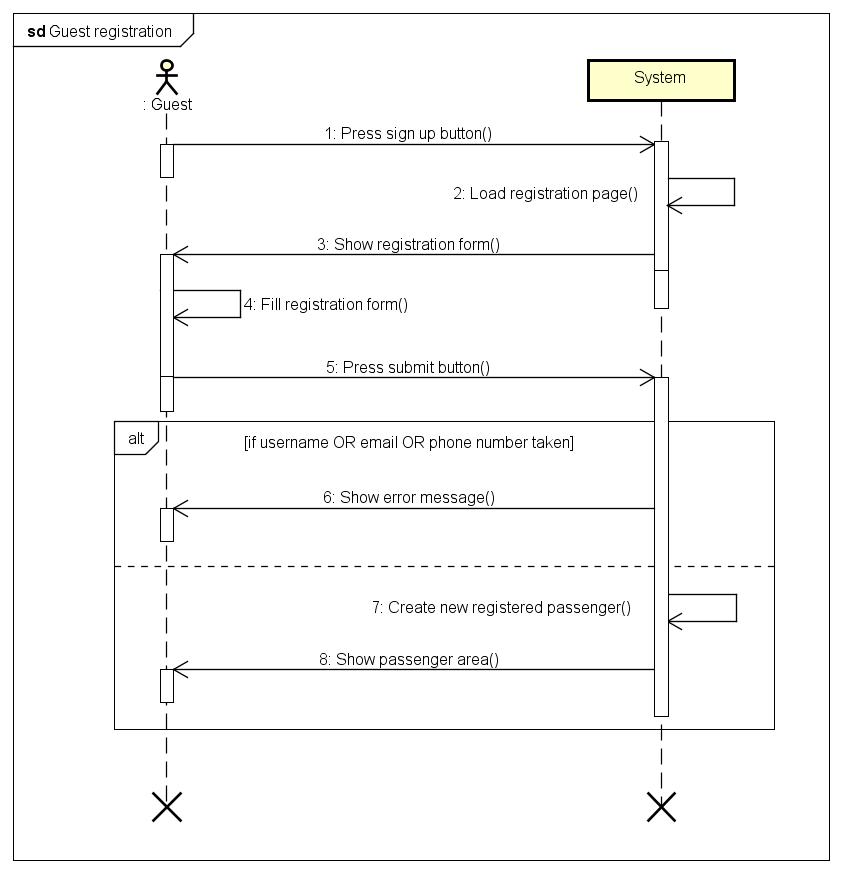 sd Guest registration
: Guest
System
1: Press sign up button()
2: Load registration page()
3: Show registration form()
4: Fill registration form()
5: Press submit button()
alt
[if username OR email OR phone number taken]
6: Show error message()
7: Create new registered passenger()
8: Show passenger area()